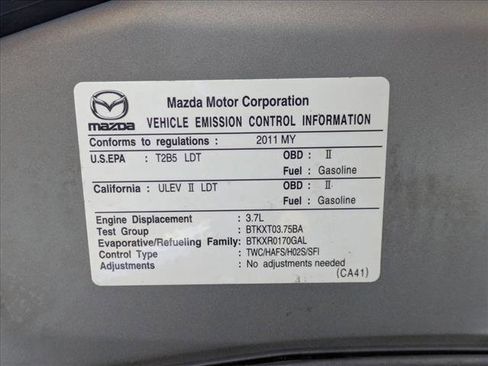 mazda
Mazda Motor Corporation
VEHICLE EMISSION CONTROL INFORMATION
Conforms to regulations : 2011 MY
U.S.EPA : T2B5 LDT OBD : II
Fuel : Gasoline
California : ULEV II LDT OBD : II
Fuel : Gasoline
Engine Displacement : 3.7L
Test Group : BTKXT03.75BA
Evaporative/Refueling Family: BTKXR0170GAL
Control Type : TWC/HAFS/HO2S/SFI
Adjustments : No adjustments needed
(CA41)